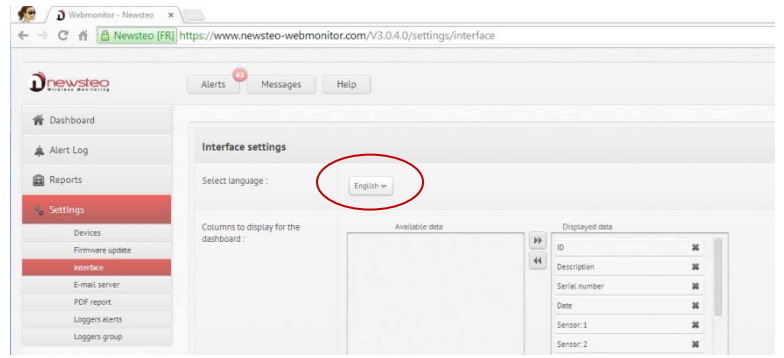 Webmonitor - Newsteo
Newsteo [FR] https://www.newsteo-webmonitor.com/V3.0.4.0/settings/interface
newsteo
Wireless Monitoring
Alerts 43 Messages Help
Dashboard
Alert Log
Reports
Settings
Devices
Firmware update
Interface
E-mail server
PDF report
Loggers alerts
Loggers group
Interface settings
Select language :
English
Columns to display for the
dashboard :
Available data
Displayed data
ID
Description
Serial number
Date
Sensor: 1
Sensor: 2